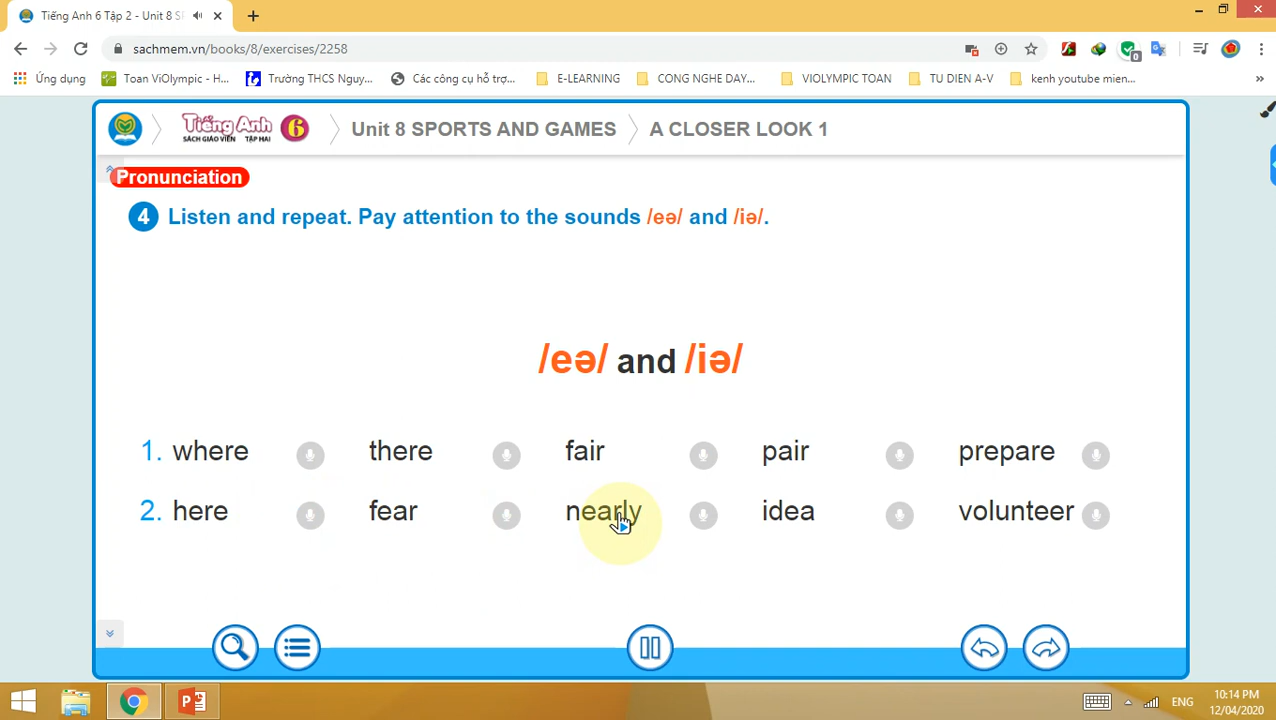 Tiếng Anh 6 Tập 2 - Unit 8 SP
sachmem.vn/books/8/exercises/2258
Ứng dụng Toan ViOlympic - H... Trường THCS Nguy... Các công cụ hỗ trợ... E-LEARNING CONG NGHE DAY... VIOLYMPIC TOAN TU DIEN A-V kenh youtube mien... »
Tiếng Anh 6 Unit 8 SPORTS AND GAMES A CLOSER LOOK 1
SÁCH GIÁO VIÊN TẬP HAI
Pronunciation
4 Listen and repeat. Pay attention to the sounds /eə/ and /iə/.
/eə/ and /iə/
1. where there fair pair prepare
2. here fear nearly idea volunteer
ENG
10:14 PM
12/04/2020